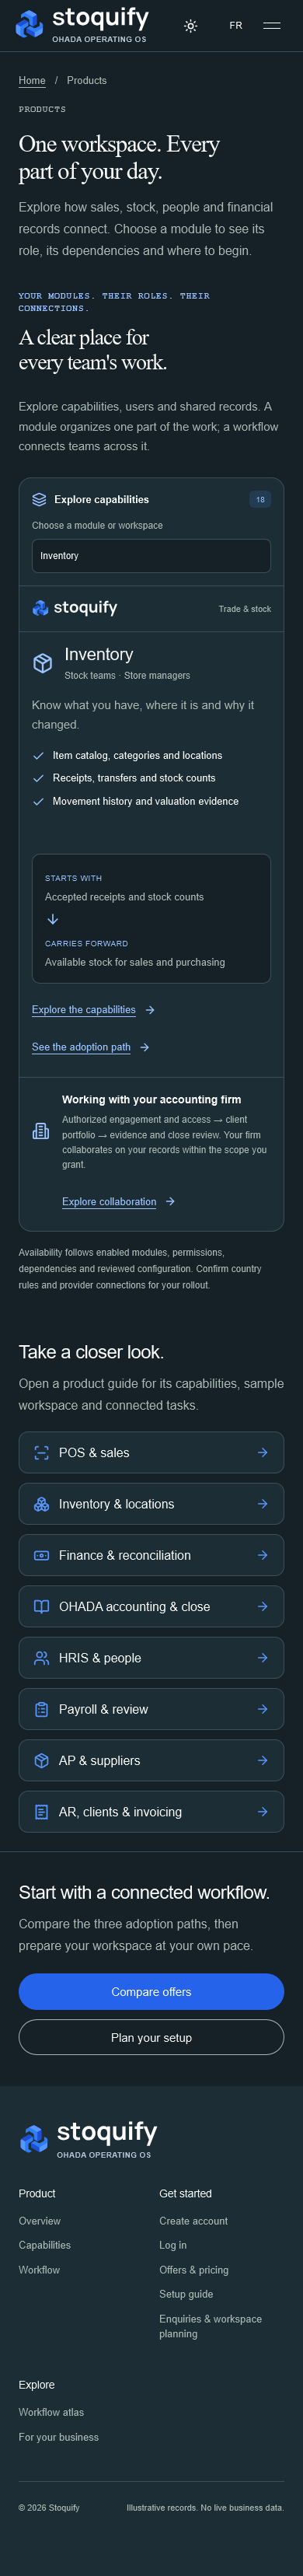 stoquify
OHADA OPERATING OS
FR
Home / Products
PRODUCTS
One workspace. Every
part of your day.
Explore how sales, stock, people and financial
records connect. Choose a module to see its
role, its dependencies and where to begin.
YOUR MODULES. THEIR ROLES. THEIR
CONNECTIONS.
A clear place for
every team's work.
Explore capabilities, users and shared records. A
module organizes one part of the work; a workflow
connects teams across it.
Explore capabilities
18
Choose a module or workspace
Inventory
stoquify
Trade & stock
Inventory
Stock teams · Store managers
Know what you have, where it is and why it
changed.
Item catalog, categories and locations
Receipts, transfers and stock counts
Movement history and valuation evidence
STARTS WITH
Accepted receipts and stock counts
CARRIES FORWARD
Available stock for sales and purchasing
Explore the capabilities
See the adoption path
Working with your accounting firm
Authorized engagement and access → client
portfolio → evidence and close review. Your firm
collaborates on your records within the scope you
grant.
Explore collaboration
Availability follows enabled modules, permissions,
dependencies and reviewed configuration. Confirm country
rules and provider connections for your rollout.
Take a closer look.
Open a product guide for its capabilities, sample
workspace and connected tasks.
POS & sales
Inventory & locations
Finance & reconciliation
OHADA accounting & close
HRIS & people
Payroll & review
AP & suppliers
AR, clients & invoicing
Start with a connected workflow.
Compare the three adoption paths, then
prepare your workspace at your own pace.
Compare offers
Plan your setup
stoquify
OHADA OPERATING OS
Product
Overview
Capabilities
Workflow
Get started
Create account
Log in
Offers & pricing
Setup guide
Enquiries & workspace
planning
Explore
Workflow atlas
For your business
© 2026 Stoquify
Illustrative records. No live business data.